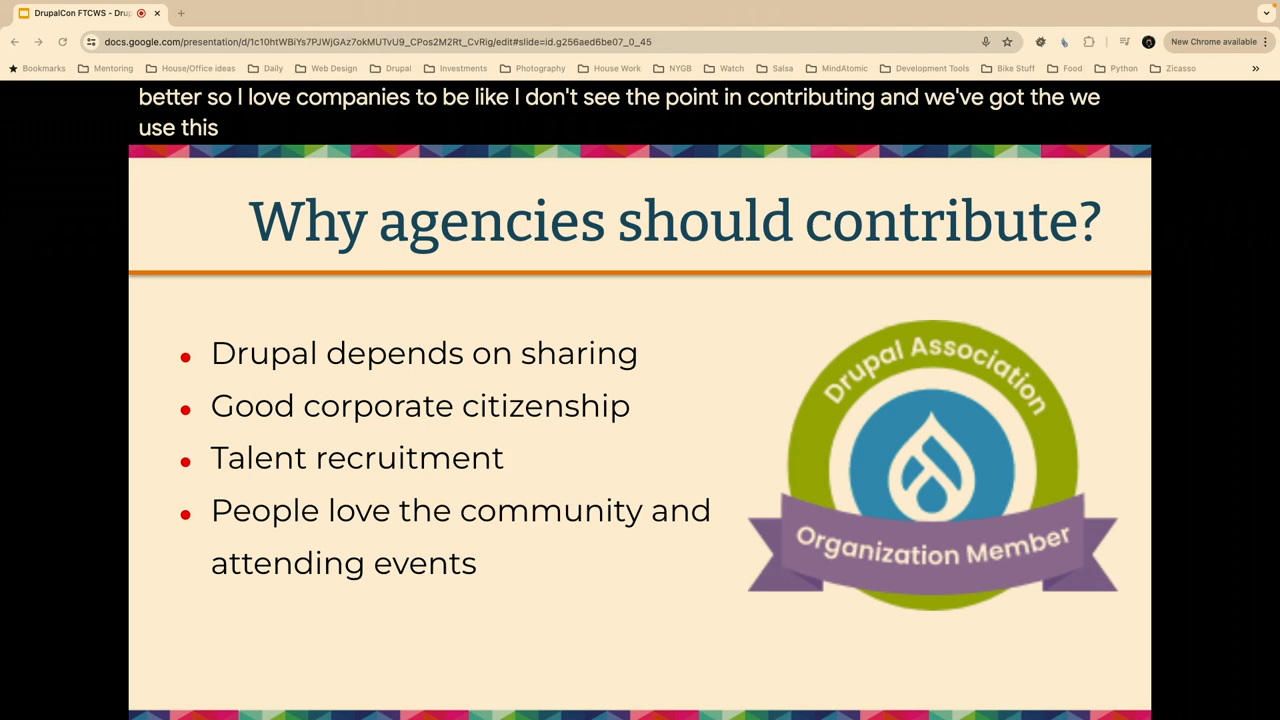 DrupalCon FTCWS - Drup
docs.google.com/presentation/d/1c10htWBiYs7PJWjGAz7okMUTvU9_CPos2M2Rt_CvRig/edit#slide=id.g256aed6be07_0_45
New Chrome available
Bookmarks Mentoring House/Office ideas Daily Web Design Drupal Investments Photography House Work NYGB Watch Salsa MindAtomic Development Tools Bike Stuff Food Python Zicasso
better so I love companies to be like I don't see the point in contributing and we've got the we
use this
Why agencies should contribute?
Drupal depends on sharing
Good corporate citizenship
Talent recruitment
People love the community and
attending events
Drupal Association
Organization Member